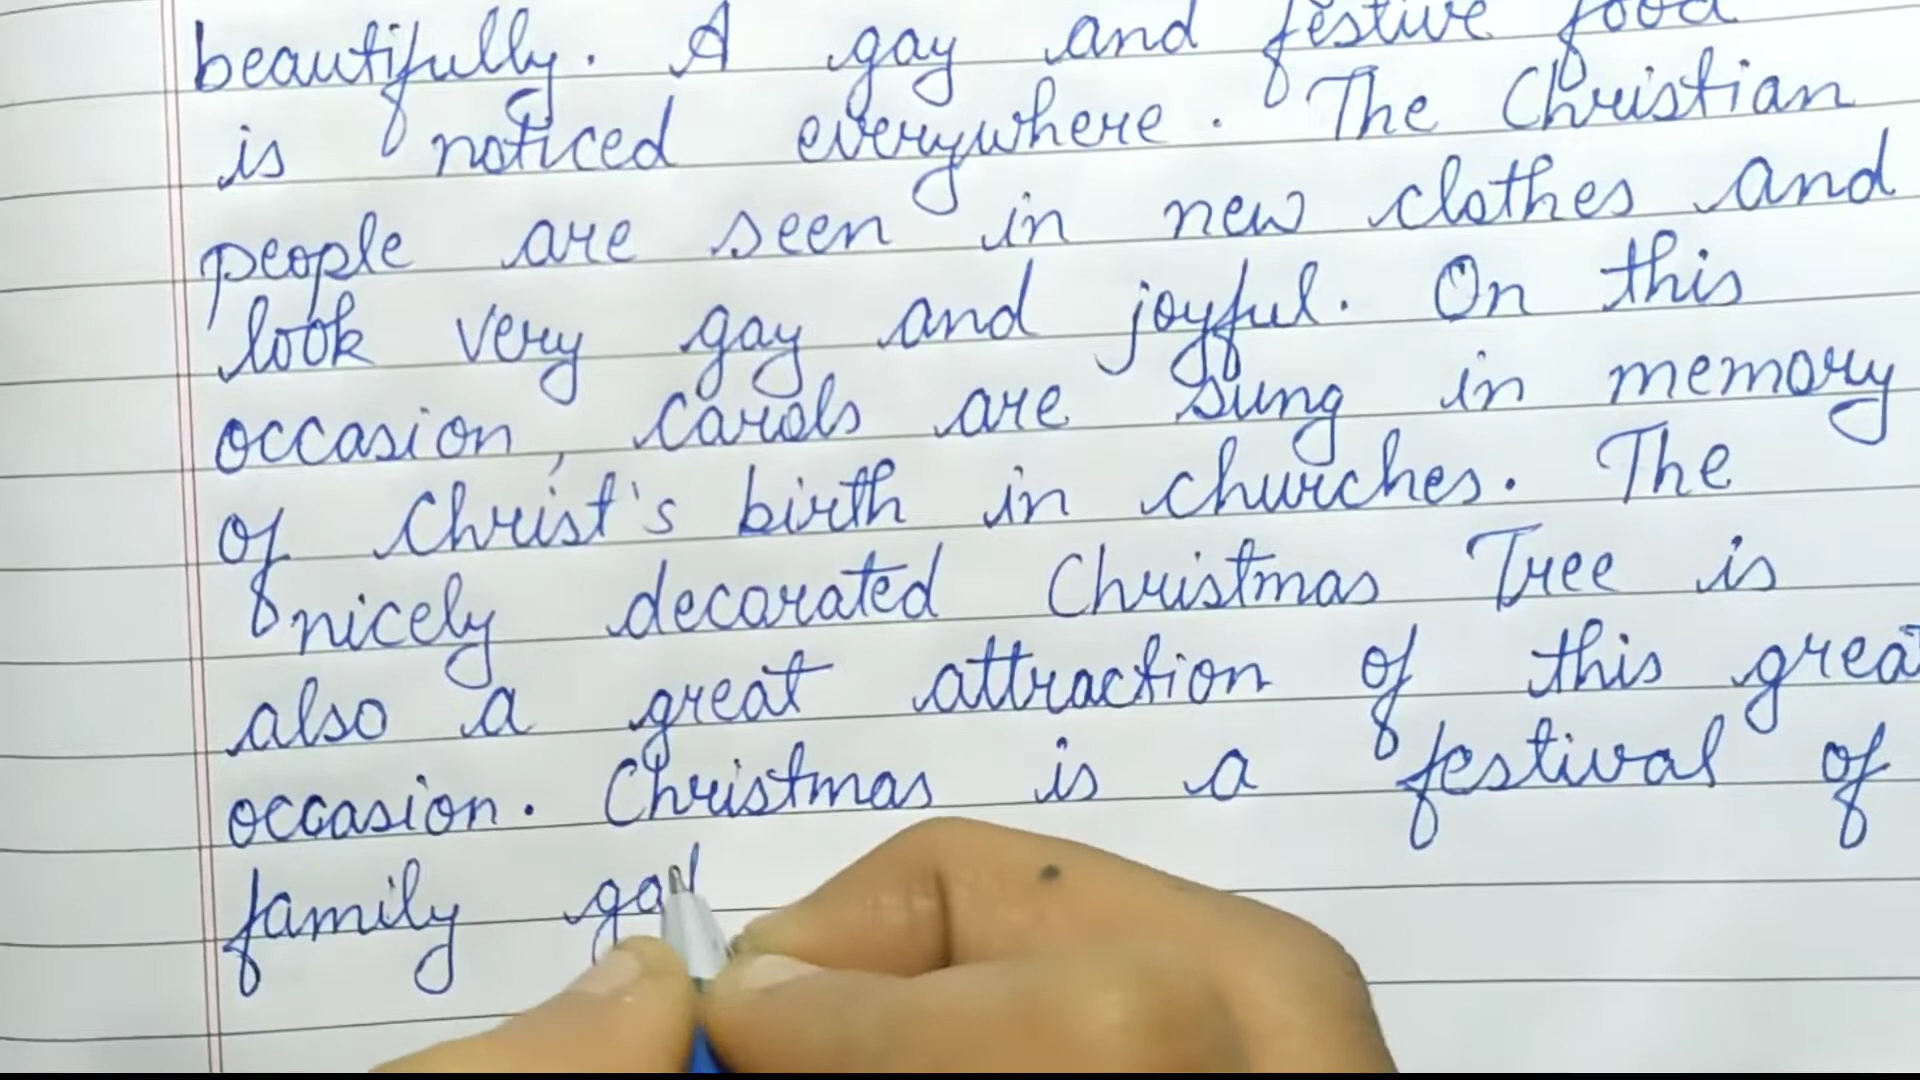 beautifully. A gay and festive food
is noticed everywhere. The Christian
people are seen in new clothes and
look very gay and joyful. On this
occasion, carols are sung in memory
of Christ's birth in churches. The
nicely decorated Christmas Tree is
also a great attraction of this great
occasion. Christmas is a festival of
family